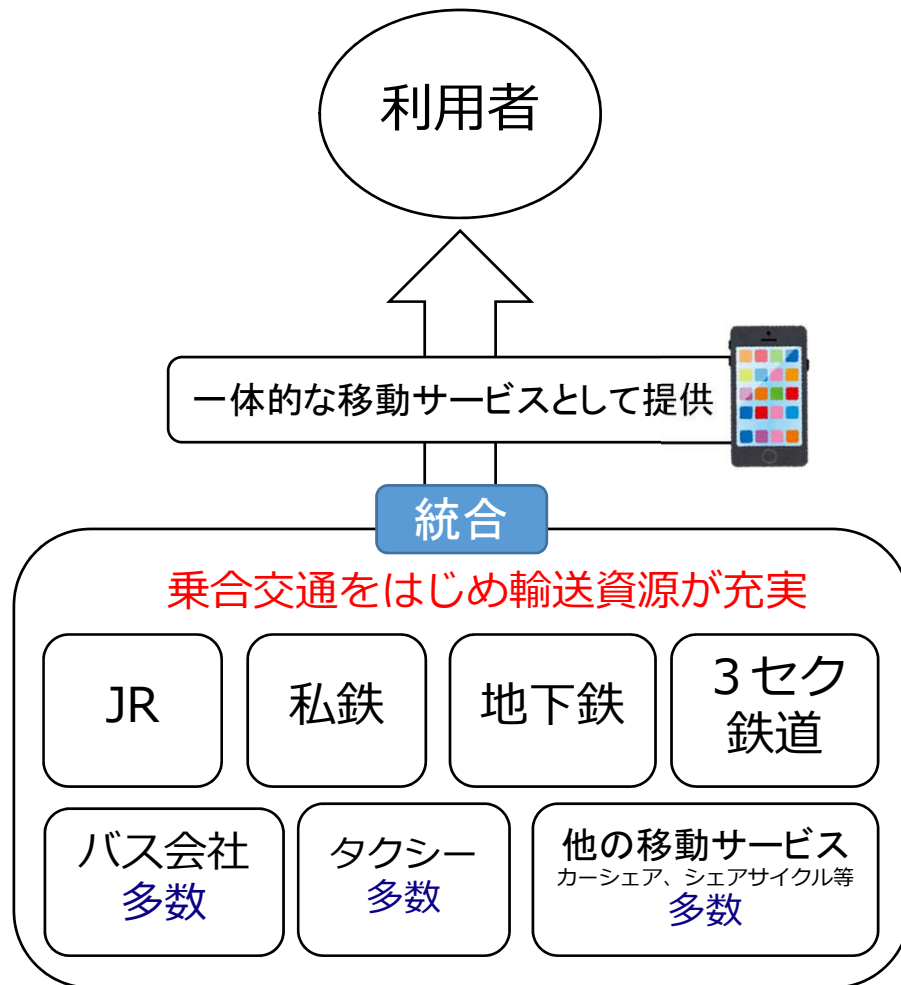 利用者
一体的な移動サービスとして提供
統合
乗合交通をはじめ輸送資源が充実
JR
私鉄
地下鉄
３セク
鉄道
バス会社
多数
タクシー
多数
他の移動サービス
カーシェア、シェアサイクル等
多数